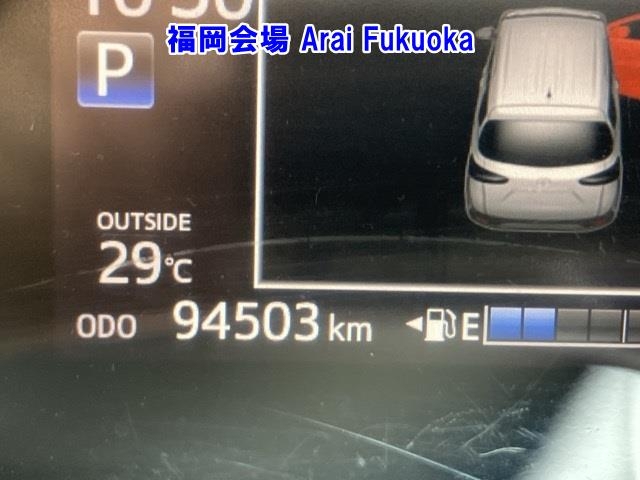 福岡会場 Arai Fukuoka
P
OUTSIDE
29℃
ODO 94503 km
E